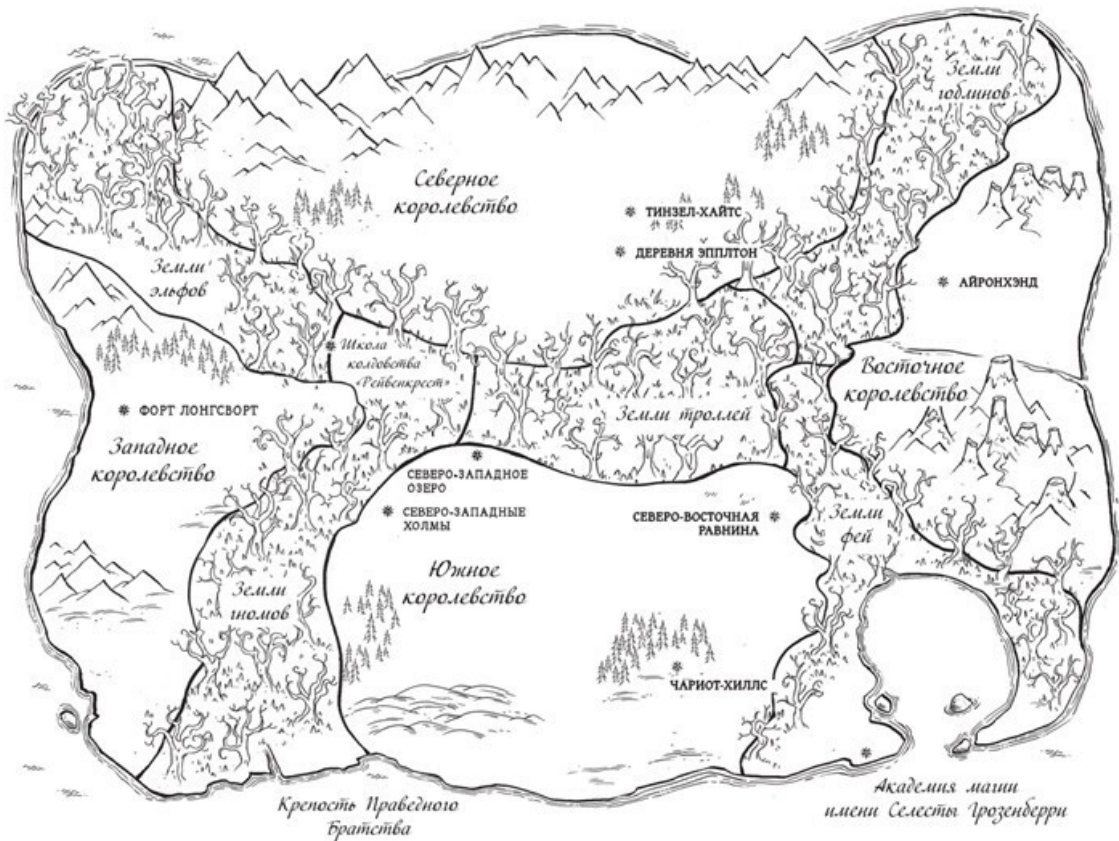 Земли
гоблинов
Северное
королевство
✵ ТИНЗЕЛ-ХАЙТС
✵ ДЕРЕВНЯ ЭППЛТОН
Земли
эльфов
✵ АЙРОНХЭНД
✵ Школа
колдовства
«Рейвенкрест»
Восточное
королевство
✵ ФОРТ ЛОНГСВОРТ
Земли троллей
Западное
королевство
СЕВЕРО-ЗАПАДНОЕ
ОЗЕРО
✵ СЕВЕРО-ЗАПАДНЫЕ
ХОЛМЫ
СЕВЕРО-ВОСТОЧНАЯ ✵
РАВНИНА
Земли
фей
Южное
королевство
Земли
гномов
ЧАРИОТ-ХИЛЛС
Крепость Праведного
Братства
Академия магии
имени Селесты Грозенберри